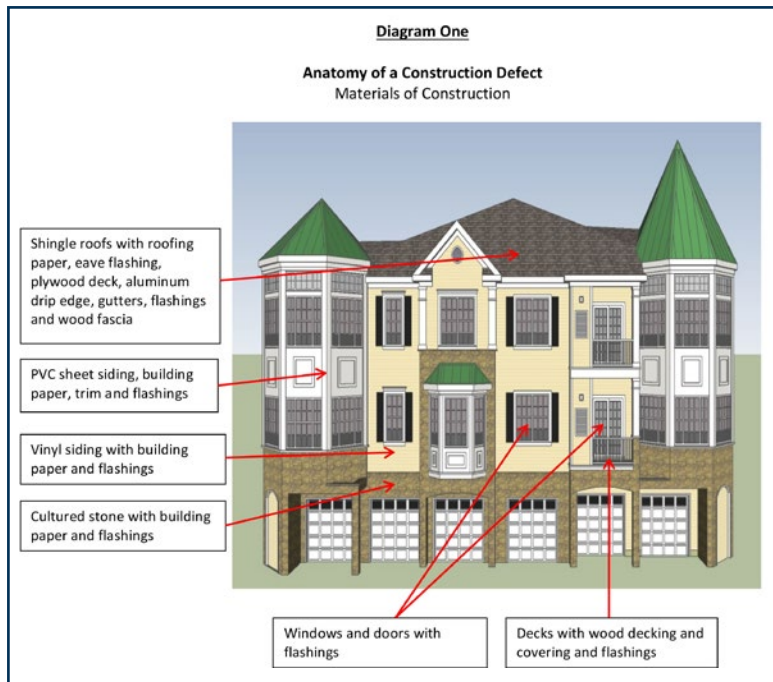 Diagram One
Anatomy of a Construction Defect
Materials of Construction
Shingle roofs with roofing
paper, eave flashing,
plywood deck, aluminum
drip edge, gutters, flashings
and wood fascia
PVC sheet siding, building
paper, trim and flashings
Vinyl siding with building
paper and flashings
Cultured stone with building
paper and flashings
Windows and doors with
flashings
Decks with wood decking and
covering and flashings